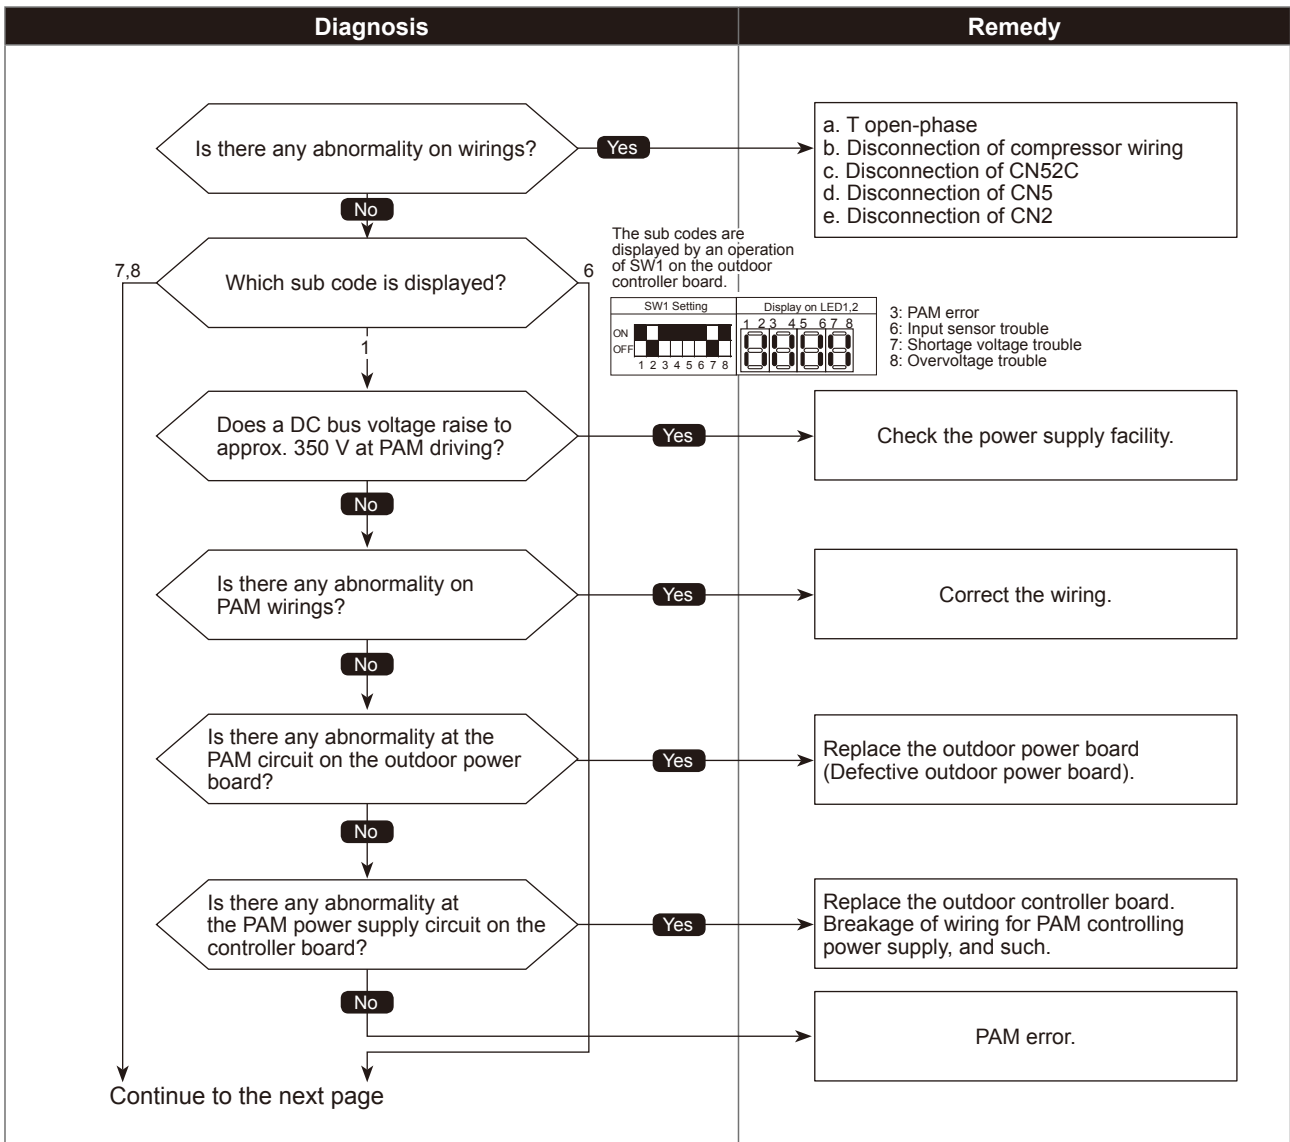 Diagnosis
Remedy
Is there any abnormality on wirings?
Yes
a. T open-phase
b. Disconnection of compressor wiring
c. Disconnection of CN52C
d. Disconnection of CN5
e. Disconnection of CN2
No
The sub codes are
displayed by an operation
of SW1 on the outdoor
controller board.
7,8
Which sub code is displayed?
6
SW1 Setting
Display on LED1,2
ON
OFF
1 2 3 4 5 6 7 8
1 2 3 4 5 6 7 8
3: PAM error
6: Input sensor trouble
7: Shortage voltage trouble
8: Overvoltage trouble
1
Does a DC bus voltage raise to
approx. 350 V at PAM driving?
Yes
Check the power supply facility.
No
Is there any abnormality on
PAM wirings?
Yes
Correct the wiring.
No
Is there any abnormality at the
PAM circuit on the outdoor power
board?
Yes
Replace the outdoor power board
(Defective outdoor power board).
No
Is there any abnormality at
the PAM power supply circuit on the
controller board?
Yes
Replace the outdoor controller board.
Breakage of wiring for PAM controlling
power supply, and such.
No
PAM error.
Continue to the next page